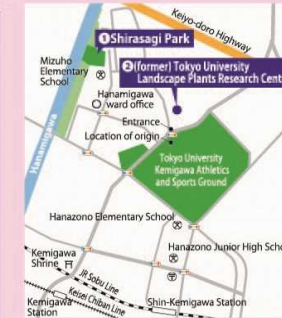 Keiyo-doro Highway
❶Shirasagi Park
Mizuho
Elementary
School
❷(former) Tokyo University
Landscape Plants Research Cent
Hanamigawa
ward office
Hanamigawa
Entrance
Location of origin
Tokyo University
Kemigawa Athletics
and Sports Ground
Hanazono Elementary School
Hanazono Junior High Scho
Kemigawa
Shrine
JR Sobu Line
Keisei Chiban Line
Kemigawa
Station
Shin-Kemigawa Station